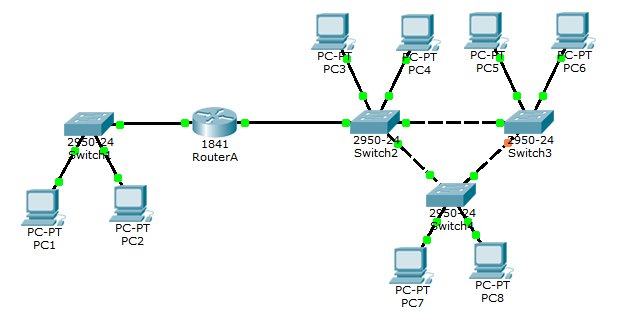 PC-PT
PC3
PC-PT
PC4
PC-PT
PC5
PC-PT
PC6
2950-24
Switch1
1841
RouterA
2950-24
Switch2
2950-24
Switch3
2950-24
Switch4
PC-PT
PC1
PC-PT
PC2
PC-PT
PC7
PC-PT
PC8